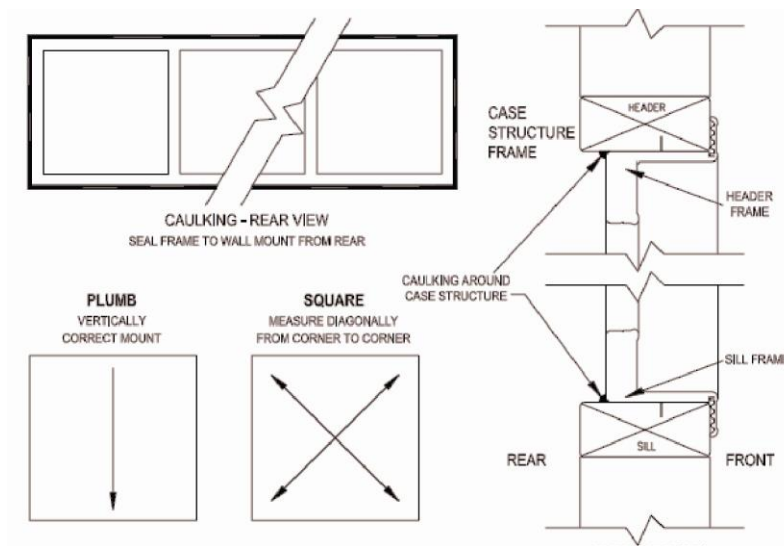 CAULKING - REAR VIEW
SEAL FRAME TO WALL MOUNT FROM REAR
PLUMB
VERTICALLY
CORRECT MOUNT
SQUARE
MEASURE DIAGONALLY
FROM CORNER TO CORNER
CASE
STRUCTURE
FRAME
HEADER
HEADER
FRAME
CAULKING AROUND
CASE STRUCTURE
SILL FRAME
SILL
REAR
FRONT